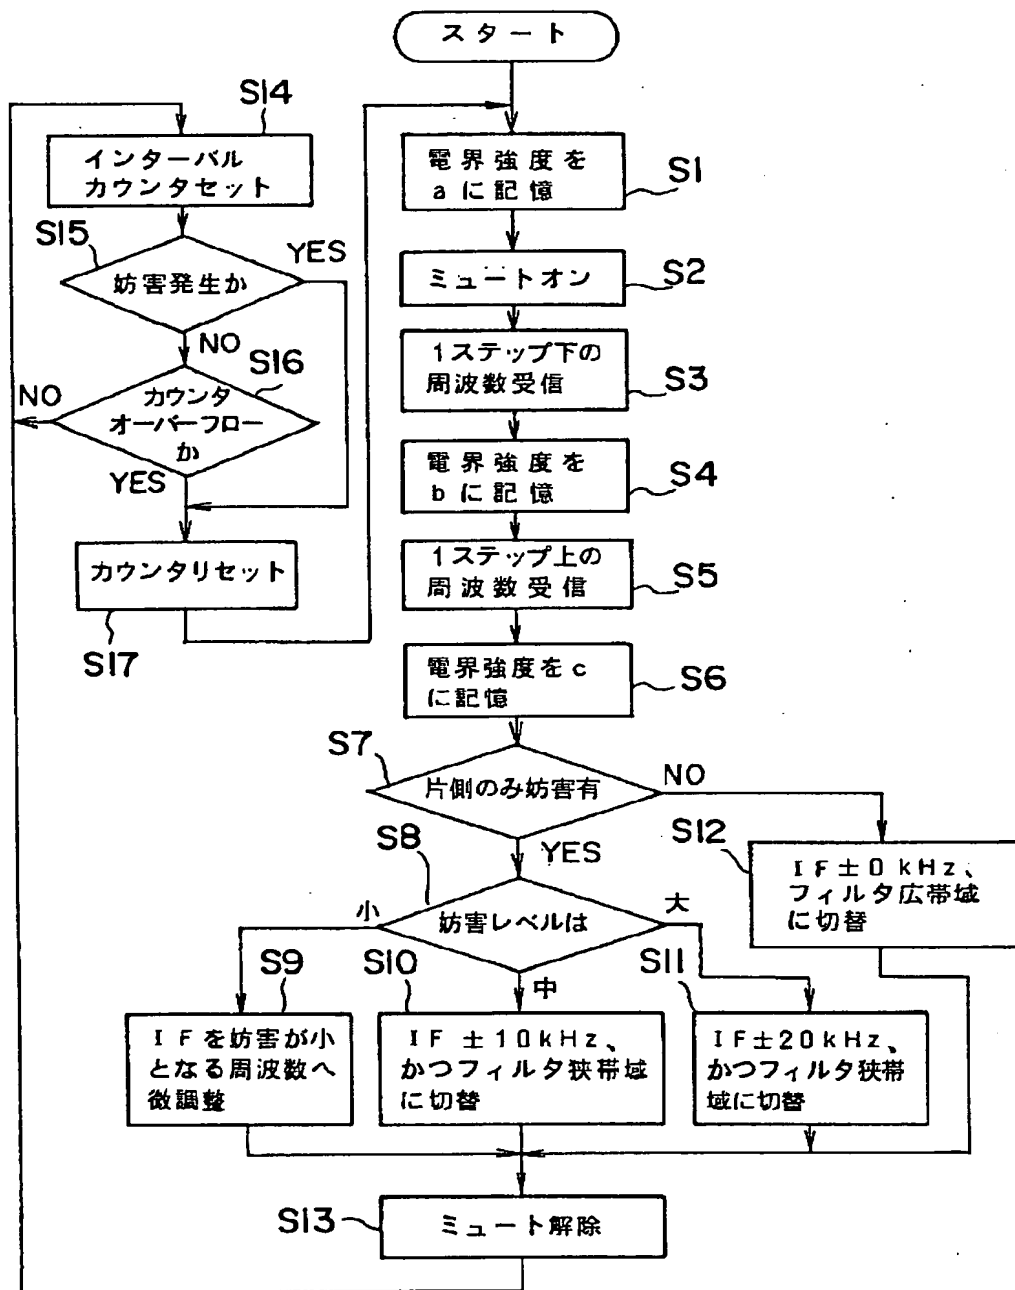 スタート
S14
インターバル
カウンタセット
電界強度を
aに記憶
S1
S15
YES
妨害発生か
ミュートオン
S2
NO
S16
1ステップ下の
周波数受信
S3
NO
カウンタ
オーバーフロー
か
YES
電界強度を
bに記憶
S4
カウンタリセット
S17
1ステップ上の
周波数受信
S5
電界強度をc
に記憶
S6
S7
片側のみ妨害有
NO
S8
YES
S12
IF±0kHz、
フィルタ広帯域
に切替
小
妨害レベルは
大
中
S9
IFを妨害が小
となる周波数へ
微調整
S10
IF ±10kHz、
かつフィルタ狭帯域
に切替
S11
IF±20kHz、
かつフィルタ狭帯
域に切替
S13
ミュート解除